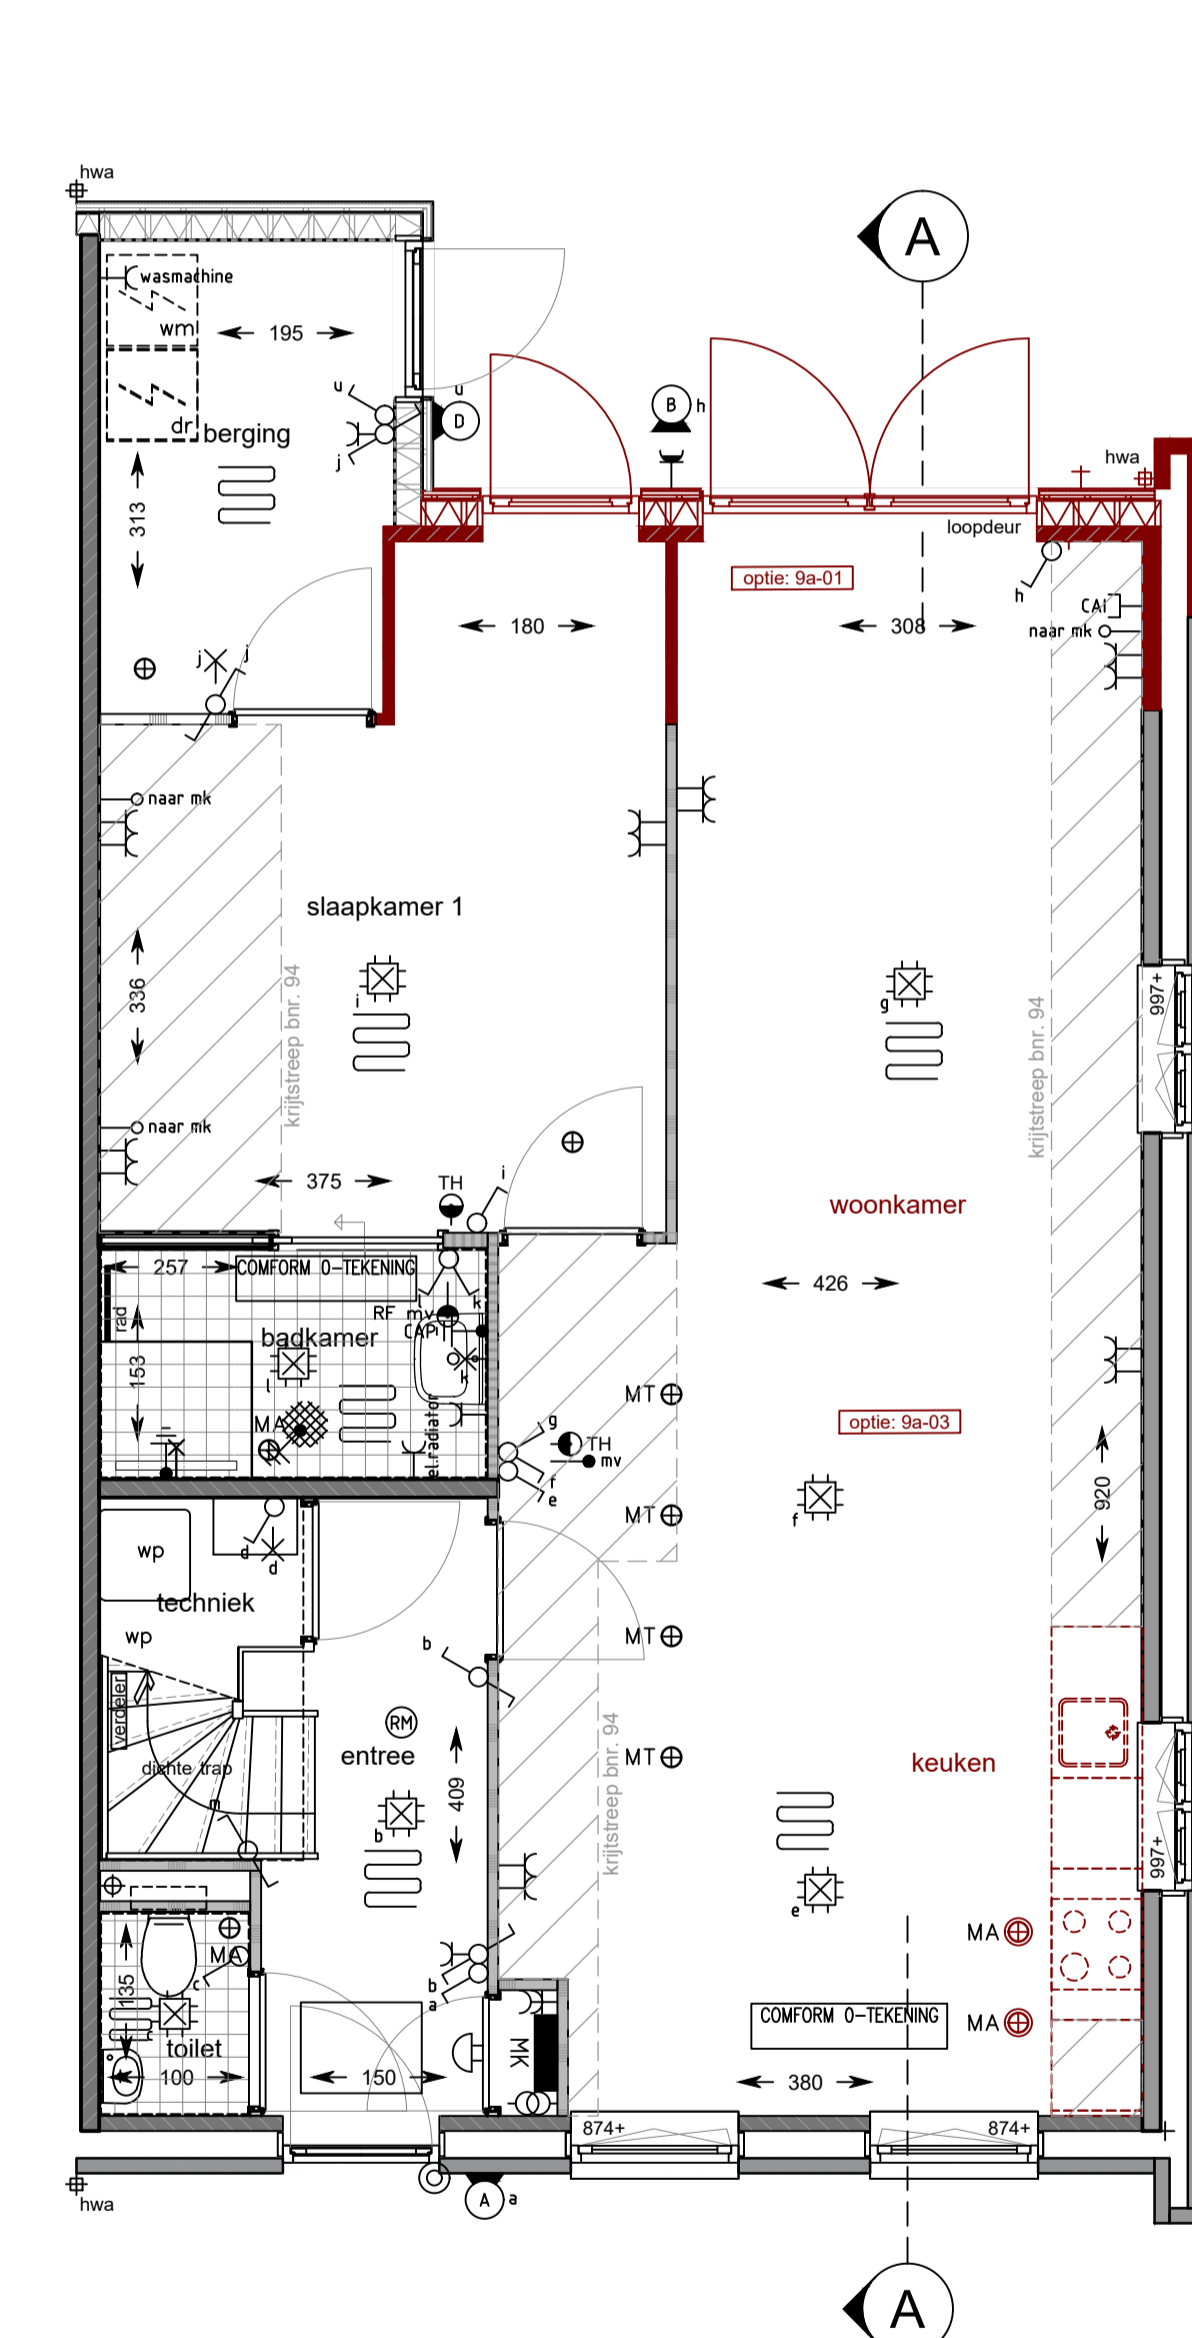 hwa
A
wasmachine
wm
195
u
u
dr
berging
D
B h
j
hwa
313
loopdeur
optie: 9a-01
h
CAI
180
308
naar mk
j
j
naar mk
slaapkamer 1
336
krijtstreep bnr. 94
i
g
997+
krijtstreep bnr. 94
naar mk
375
TH
i
woonkamer
257
COMFORM 0-TEKENING
426
rad
RF mv
k
CAP
badkamer
153
k
l
MT
optie: 9a-03
MA
el.radiator
g
TH
mv
f
e
920
MT
f
d
d
wp
techniek
wp
b
MT
verdeler
RM
entree
dichte trap
409
MT
keuken
krijtstreep bnr. 94
b
997+
e
MA
MA
c
135
b
a
toilet
MK
COMFORM 0-TEKENING
MA
100
150
380
874+
874+
hwa
A a
A